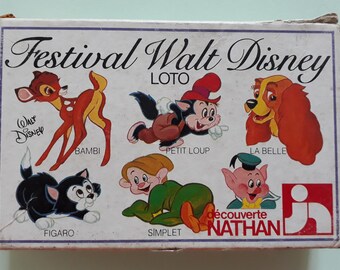 Festival Walt Disney
LOTO
Walt
Disney
BAMBI
PETIT LOUP
LA BELLE
FIGARO
SIMPLET
découverte
NATHAN